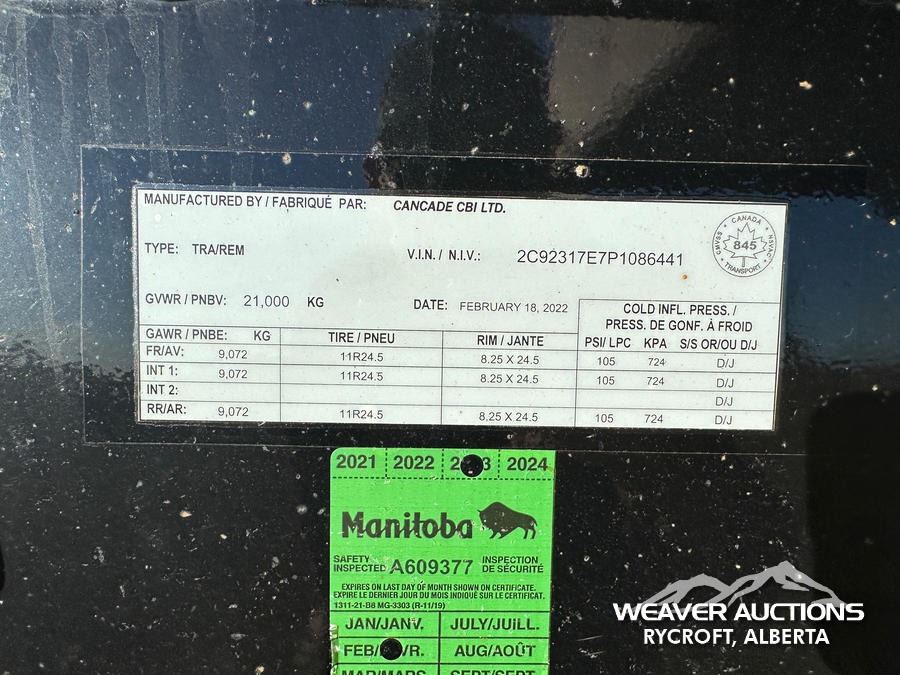 MANUFACTURED BY / FABRIQUÉ PAR: CANCADE CBI LTD.
TYPE: TRA/REM V.I.N. / N.I.V.: 2C92317E7P1086441
CANADA
CMVSS 845 NSVAC
TRANSPORT
GVWR / PNBV: 21,000 KG DATE: FEBRUARY 18, 2022
COLD INFL. PRESS. /
PRESS. DE GONF. À FROID
GAWR / PNBE: KG TIRE / PNEU RIM / JANTE PSI/ LPC KPA S/S OR/OU D/J
FR/AV: 9,072 11R24.5 8.25 X 24.5 105 724 D/J
INT 1: 9,072 11R24.5 8.25 X 24.5 105 724 D/J
INT 2: D/J
RR/AR: 9,072 11R24.5 8.25 X 24.5 105 724 D/J
2021 2022 2024
Manitoba
SAFETY INSPECTED A609377 INSPECTION DE SÉCURITÉ
EXPIRES ON LAST DAY OF MONTH SHOWN ON CERTIFICATE.
EXPIRE LE DERNIER JOUR DU MOIS INDIQUÉ SUR LE CERTIFICAT.
1311-21-B8 MG-3303 (R-11/19)
JAN/JANV. JULY/JUILL.
AUG/AOÛT
MAR/MARS SEPT/SEPT.
WEAVER AUCTIONS
RYCROFT, ALBERTA